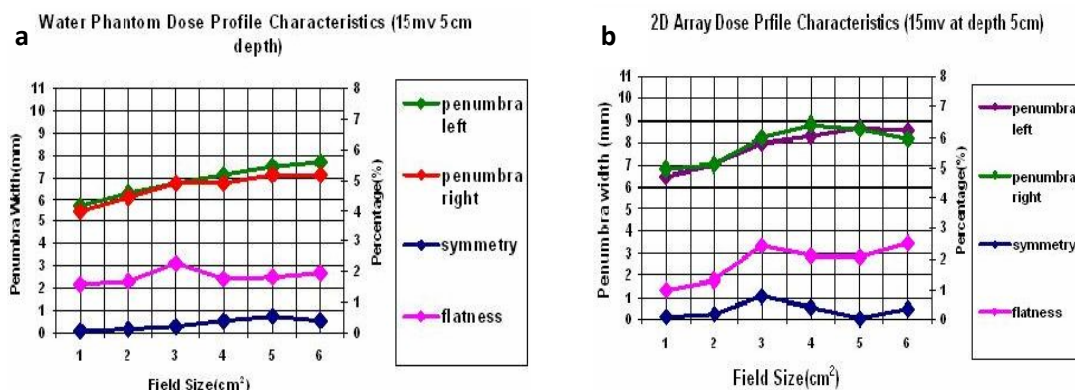 a
Water Phantom Dose Profile Characteristics (15mv 5cm
depth)
11
10
9
8
7
6
5
4
3
2
1
0
Penumbra Width(mm)
8
7
6
5
4
3
2
1
0
Percentage(%)
1 2 3 4 5 6
Field Size(cm²)
penumbra
left
penumbra
right
symmetry
flatness
b
2D Array Dose Prfile Characteristics (15mv at depth 5cm)
11
10
9
8
7
6
5
4
3
2
1
0
Penumbra width (mm)
8
7
6
5
4
3
2
1
0
Percentage(%)
1 2 3 4 5 6
Field Size(cm²)
penumbra
left
penumbra
right
symmetry
flatness